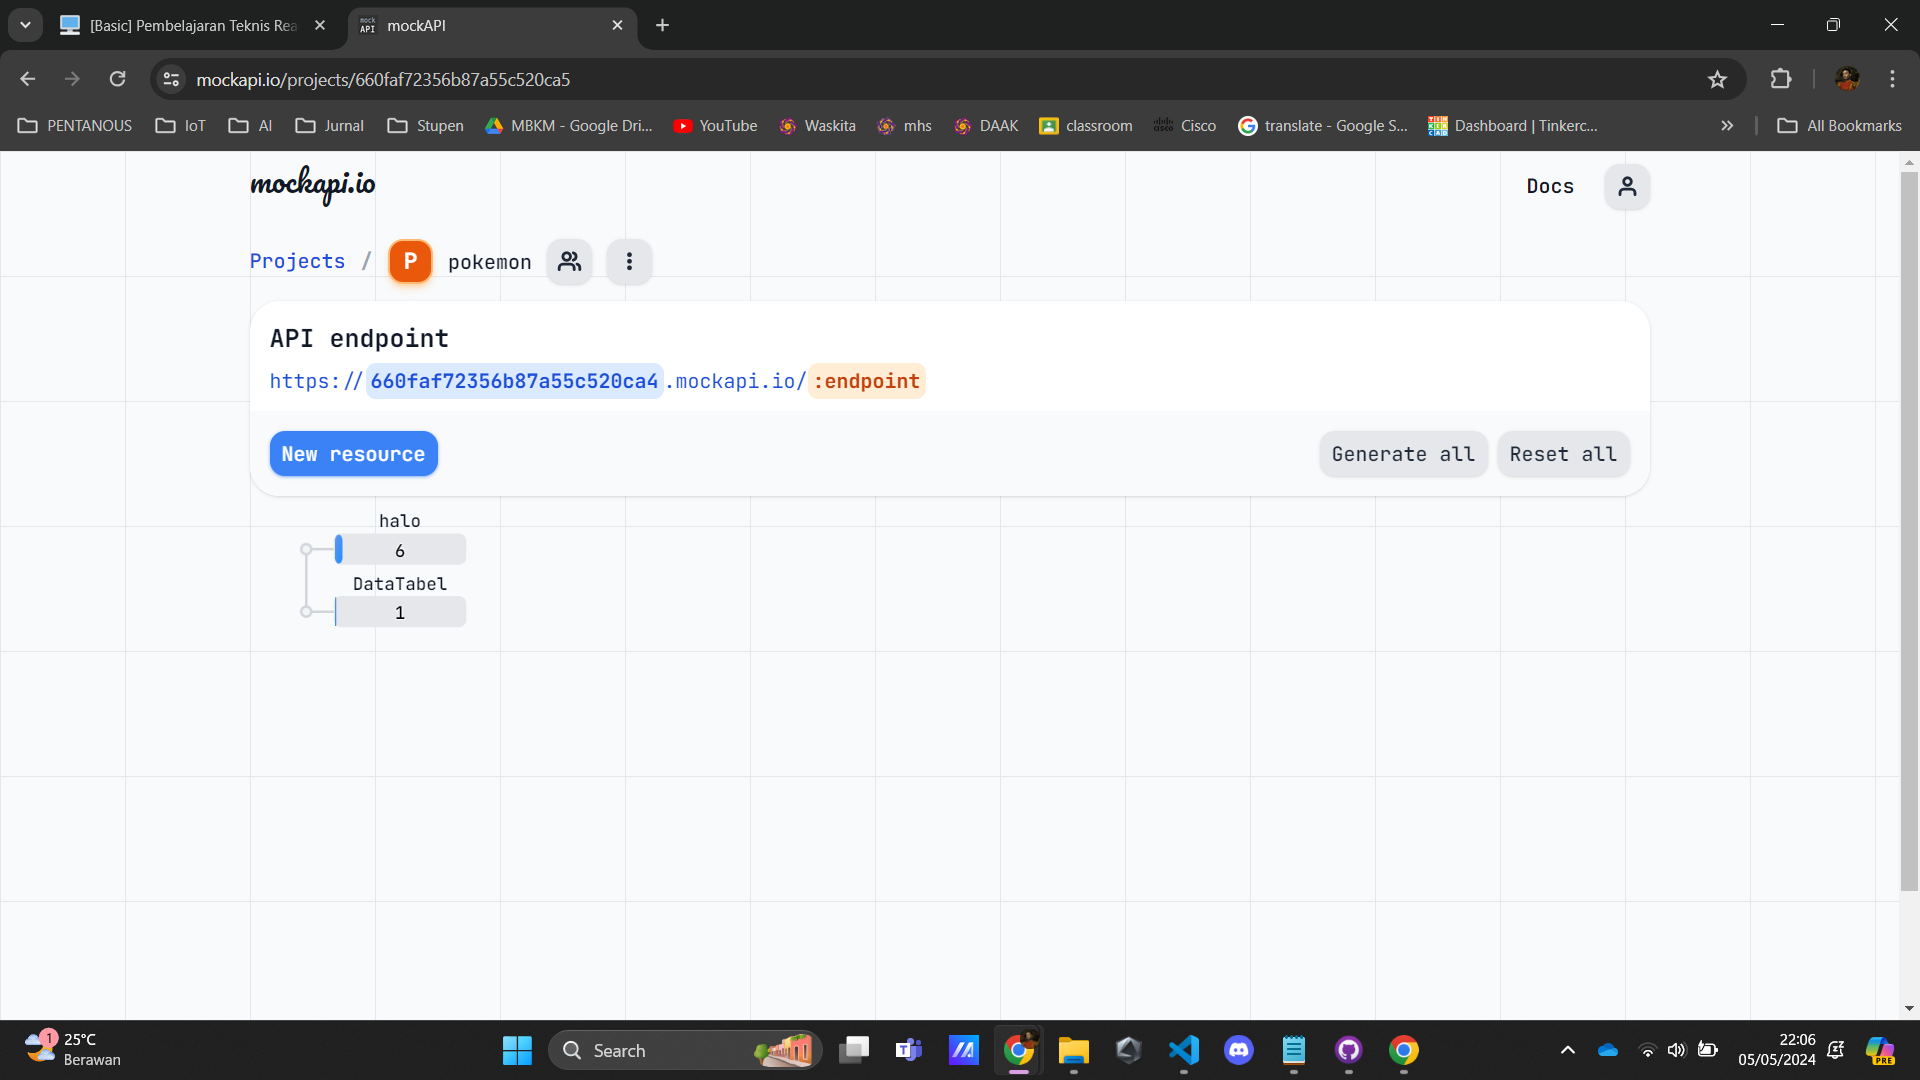 [Basic] Pembelajaran Teknis Rea
mockAPI
mockapi.io/projects/660faf72356b87a55c520ca5
PENTANOUS
IoT
AI
Jurnal
Stupen
MBKM - Google Dri...
YouTube
Waskita
mhs
DAAK
classroom
Cisco
translate - Google S...
Dashboard | Tinkerc...
All Bookmarks
mockapi.io
Docs
Projects / P pokemon
API endpoint
https://660faf72356b87a55c520ca4.mockapi.io/:endpoint
New resource
Generate all
Reset all
halo
6
DataTabel
1
1
25°C
Berawan
Search
PRE
22:06
05/05/2024